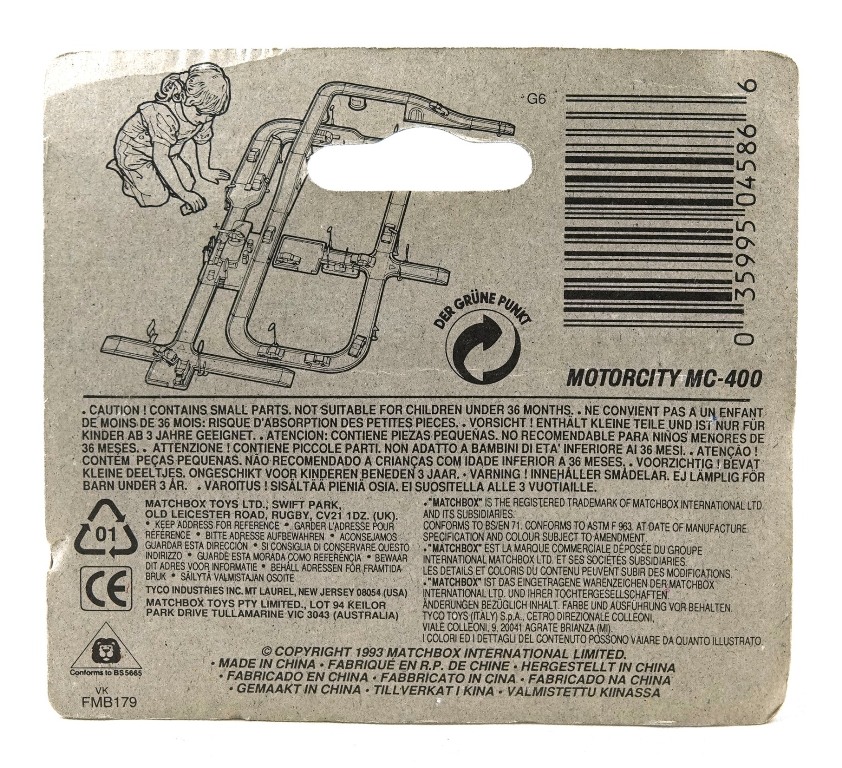 G6
0 35995 04586 6
DER GRÜNE PUNKT
MOTORCITY MC-400
• CAUTION ! CONTAINS SMALL PARTS. NOT SUITABLE FOR CHILDREN UNDER 36 MONTHS. • NE CONVIENT PAS A UN ENFANT
DE MOINS DE 36 MOIS: RISQUE D'ABSORPTION DES PETITES PIECES. • VORSICHT ! ENTHÄLT KLEINE TEILE UND IST NUR FÜR
KINDER AB 3 JAHRE GEEIGNET. • ATENCION: CONTIENE PIEZAS PEQUEÑAS. NO RECOMENDABLE PARA NIÑOS MENORES DE
36 MESES. • ATTENZIONE ! CONTIENE PICCOLE PARTI. NON ADATTO A BAMBINI DI ETA' INFERIORE AI 36 MESI. • ATENÇÃO !
CONTÉM PEÇAS PEQUENAS. NÃO RECOMENDADO A CRIANÇAS COM IDADE INFERIOR A 36 MESES. • VOORZICHTIG ! BEVAT
KLEINE DEELTJES. ONGESCHIKT VOOR KINDEREN BENEDEN 3 JAAR. • VARNING ! INNEHÅLLER SMÅDELAR. EJ LÄMPLIG FÖR
BARN UNDER 3 ÅR. • VAROITUS ! SISÄLTÄÄ PIENIÄ OSIA. EI SUOSITELLA ALLE 3 VUOTIAILLE.
01
MATCHBOX TOYS LTD., SWIFT PARK,
OLD LEICESTER ROAD, RUGBY, CV21 1DZ. (UK).
* KEEP ADDRESS FOR REFERENCE * GARDER L'ADRESSE POUR
RÉFÉRENCE * BITTE ADRESSE AUFBEWAHREN * ACONSEJAMOS
GUARDAR ESTA DIRECCIÓN * SI CONSIGLIA DI CONSERVARE QUESTO
INDIRIZZO * GUARDE ESTA MORADA COMO REFERÊNCIA * BEWAAR
DIT ADRES VOOR INFORMATIE * BEHÅLL ADRESSEN FÖR FRAMTIDA
BRUK * SÄILYTÄ VALMISTAJAN OSOITE
TYCO INDUSTRIES INC. MT LAUREL, NEW JERSEY 08054 (USA)
MATCHBOX TOYS PTY LIMITED., LOT 94 KEILOR
PARK DRIVE TULLAMARINE VIC 3043 (AUSTRALIA)
CE
Conforms to BS 5665
VK
FMB179
• "MATCHBOX" IS THE REGISTERED TRADEMARK OF MATCHBOX INTERNATIONAL LTD.
AND ITS SUBSIDIARIES.
CONFORMS TO BS/EN 71. CONFORMS TO ASTM F 963. AT DATE OF MANUFACTURE.
SPECIFICATION AND COLOUR SUBJECT TO AMENDMENT.
• "MATCHBOX" EST LA MARQUE COMMERCIALE DÉPOSÉE DU GROUPE
INTERNATIONAL MATCHBOX LTD. ET SES SOCIÉTÉS SUBSIDIARIES.
LES DETAILS ET COLORIS DU CONTENU PEUVENT SUBIR DES MODIFICATIONS.
• "MATCHBOX" IST DAS EINGETRAGENE WARENZEICHEN DER MATCHBOX
INTERNATIONAL LTD. UND IHRER TOCHTERGESELLSCHAFTEN.
ÄNDERUNGEN BEZÜGLICH INHALT. FARBE UND AUSFÜHRUNG VORBEHALTEN.
TYCO TOYS (ITALY) S.p.A., CETRO DIREZIONALE COLLEONI,
VIALE COLLEONI, 9, 20041 AGRATE BRIANZA (MI).
I COLORI ED I DETTAGLI DEL CONTENUTO POSSONO VAIARE DA QUANTO ILLUSTRATO.
© COPYRIGHT 1993 MATCHBOX INTERNATIONAL LIMITED.
• MADE IN CHINA • FABRIQUÉ EN R.P. DE CHINE • HERGESTELLT IN CHINA
• FABRICADO EN CHINA • FABBRICATO IN CINA • FABRICADO NA CHINA
• GEMAAKT IN CHINA • TILLVERKAT I KINA • VALMISTETTU KIINASSA